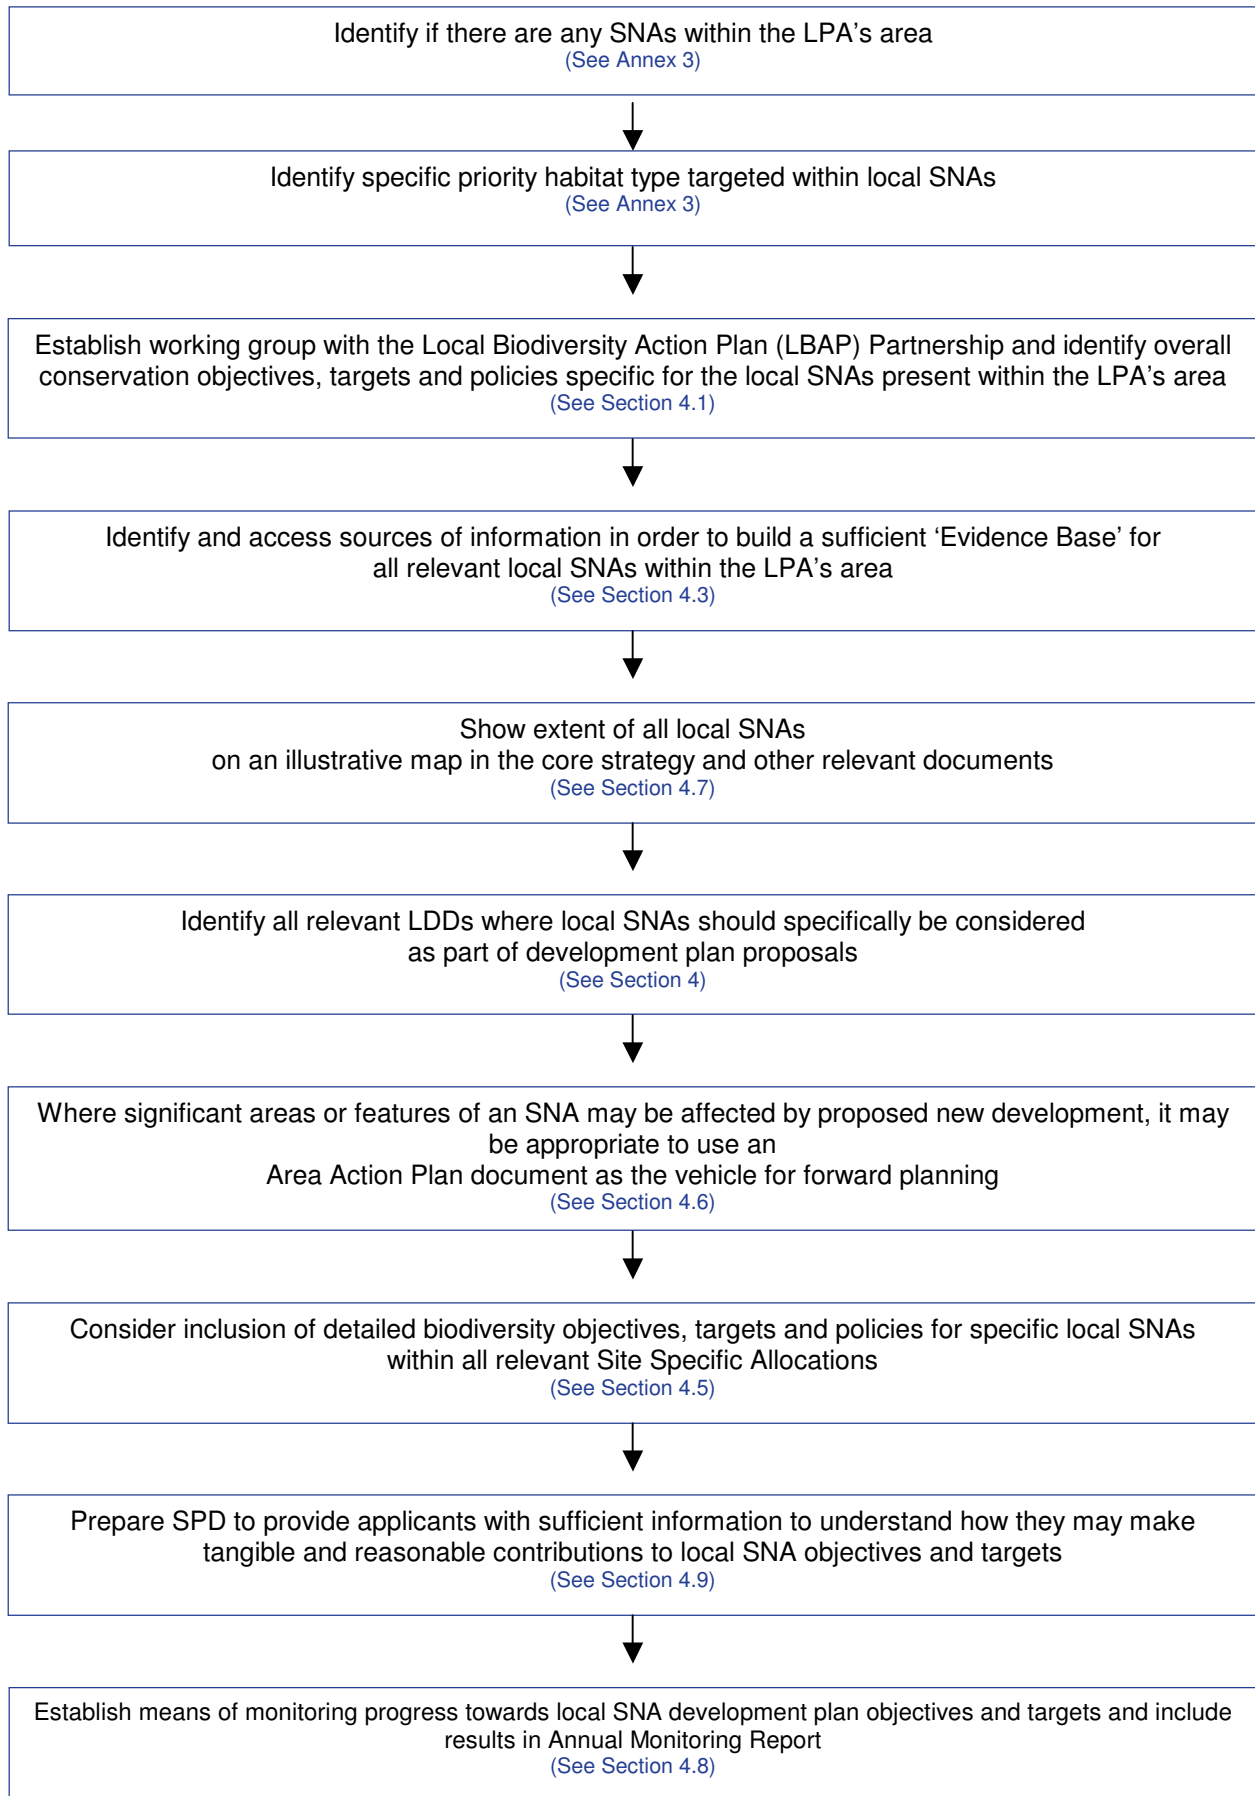 Identify if there are any SNAs within the LPA’s area
(See Annex 3)
Identify specific priority habitat type targeted within local SNAs
(See Annex 3)
Establish working group with the Local Biodiversity Action Plan (LBAP) Partnership and identify overall
conservation objectives, targets and policies specific for the local SNAs present within the LPA’s area
(See Section 4.1)
Identify and access sources of information in order to build a sufficient ‘Evidence Base’ for
all relevant local SNAs within the LPA’s area
(See Section 4.3)
Show extent of all local SNAs
on an illustrative map in the core strategy and other relevant documents
(See Section 4.7)
Identify all relevant LDDs where local SNAs should specifically be considered
as part of development plan proposals
(See Section 4)
Where significant areas or features of an SNA may be affected by proposed new development, it may
be appropriate to use an
Area Action Plan document as the vehicle for forward planning
(See Section 4.6)
Consider inclusion of detailed biodiversity objectives, targets and policies for specific local SNAs
within all relevant Site Specific Allocations
(See Section 4.5)
Prepare SPD to provide applicants with sufficient information to understand how they may make
tangible and reasonable contributions to local SNA objectives and targets
(See Section 4.9)
Establish means of monitoring progress towards local SNA development plan objectives and targets and include
results in Annual Monitoring Report
(See Section 4.8)